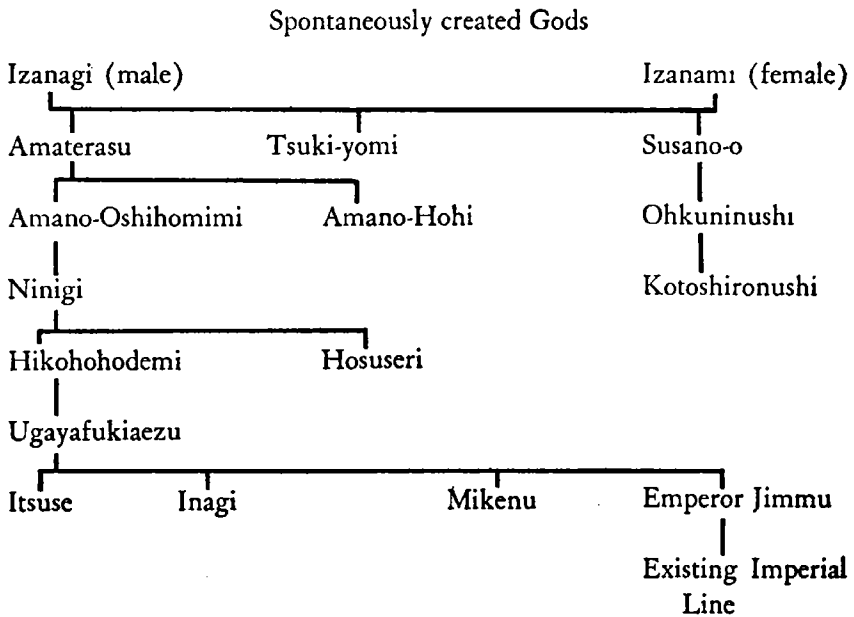 Spontaneously created Gods
Izanagi (male) Izanami (female)
Amaterasu Tsuki-yomi Susano-o
Amano-Oshihomimi Amano-Hohi Ohkuninushi
Ninigi Kotoshironushi
Hikohohodemi Hosuseri
Ugayafukiaezu
Itsuse Inagi Mikenu Emperor Jimmu
Existing Imperial
Line